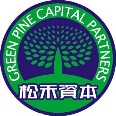 GREEN PINE CAPITAL PARTNERS
松禾資本